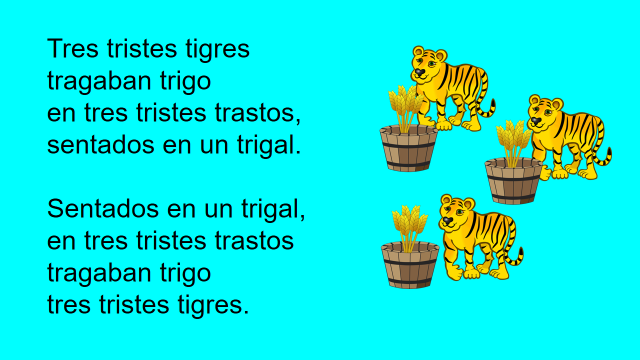 Tres tristes tigres
tragaban trigo
en tres tristes trastos,
sentados en un trigal.
Sentados en un trigal,
en tres tristes trastos
tragaban trigo
tres tristes tigres.